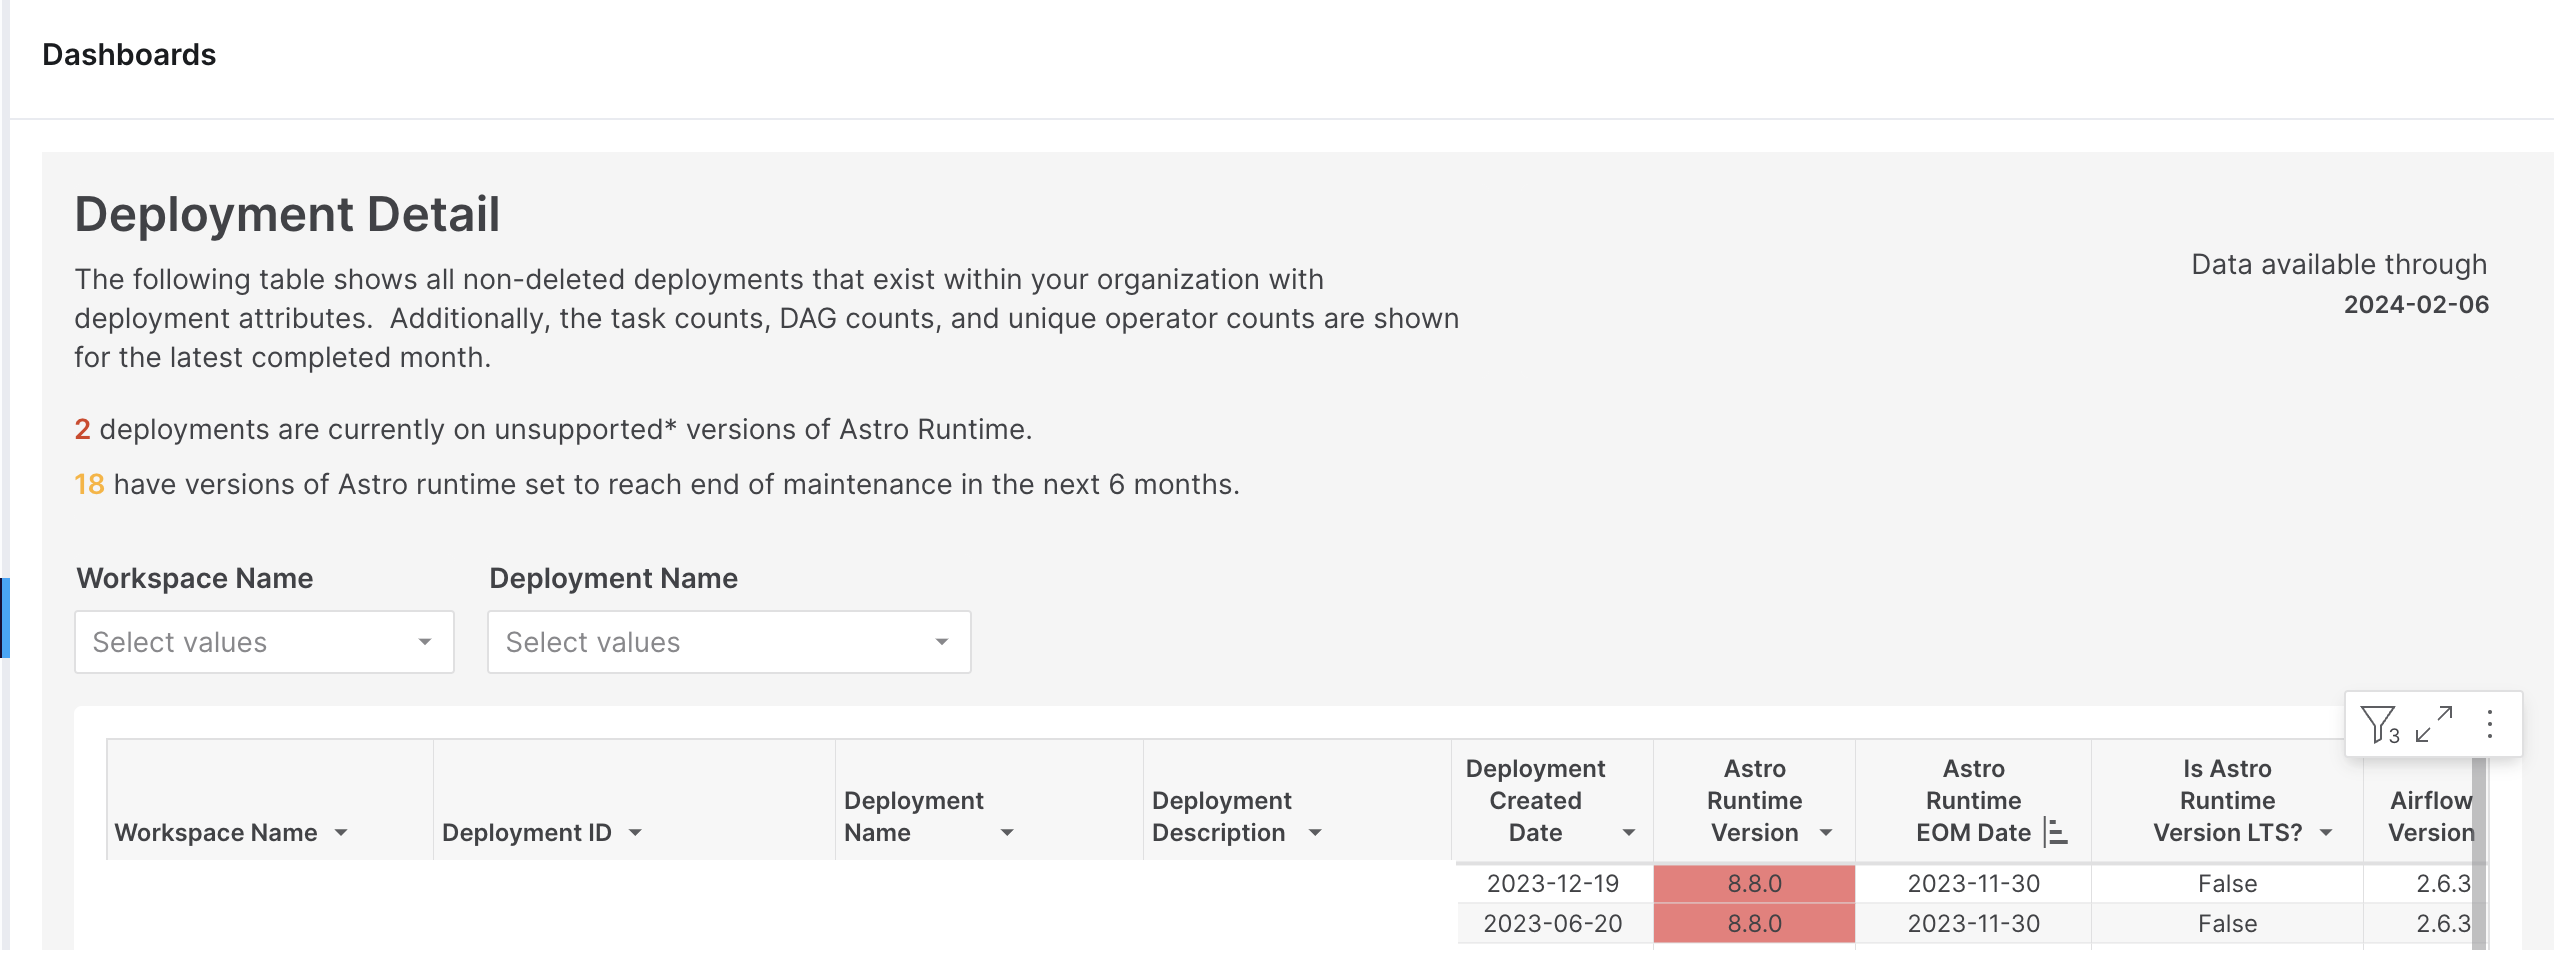 Dashboards
Deployment Detail
The following table shows all non-deleted deployments that exist within your organization with
deployment attributes.  Additionally, the task counts, DAG counts, and unique operator counts are shown
for the latest completed month.
Data available through
2024-02-06
2 deployments are currently on unsupported* versions of Astro Runtime.
18 have versions of Astro runtime set to reach end of maintenance in the next 6 months.
Workspace Name
Select values
Deployment Name
Select values
3
Workspace Name
Deployment ID
Deployment
Name
Deployment
Description
Deployment
Created
Date
Astro
Runtime
Version
Astro
Runtime
EOM Date
Is Astro
Runtime
Version LTS?
Airflow
Version
2023-12-19 8.8.0 2023-11-30 False 2.6.3
2023-06-20 8.8.0 2023-11-30 False 2.6.3